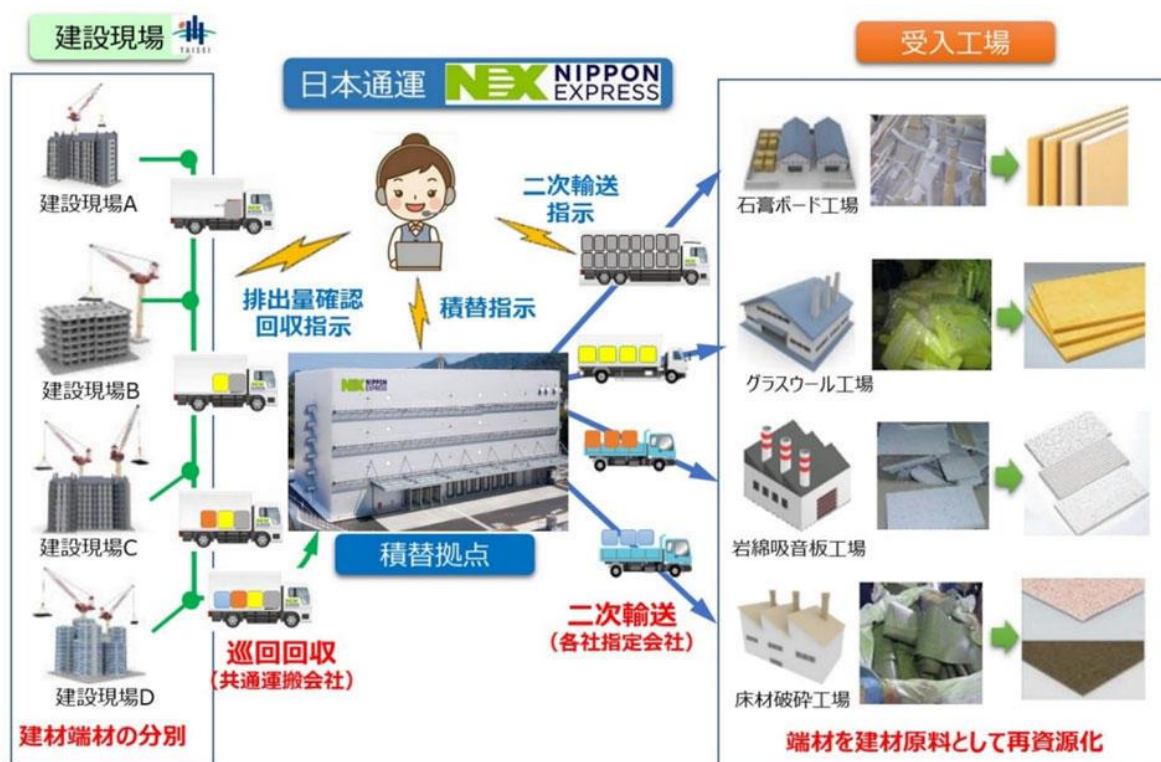 建設現場
TAISEI
日本通運 NX NIPPON EXPRESS
受入工場
建設現場A
建設現場B
建設現場C
建設現場D
建材端材の分別
排出量確認
回収指示
積替指示
二次輸送
指示
NX NIPPON EXPRESS
積替拠点
巡回回収
(共通運搬会社)
二次輸送
(各社指定会社)
石膏ボード工場
グラスウール工場
岩綿吸音板工場
床材破砕工場
端材を建材原料として再資源化